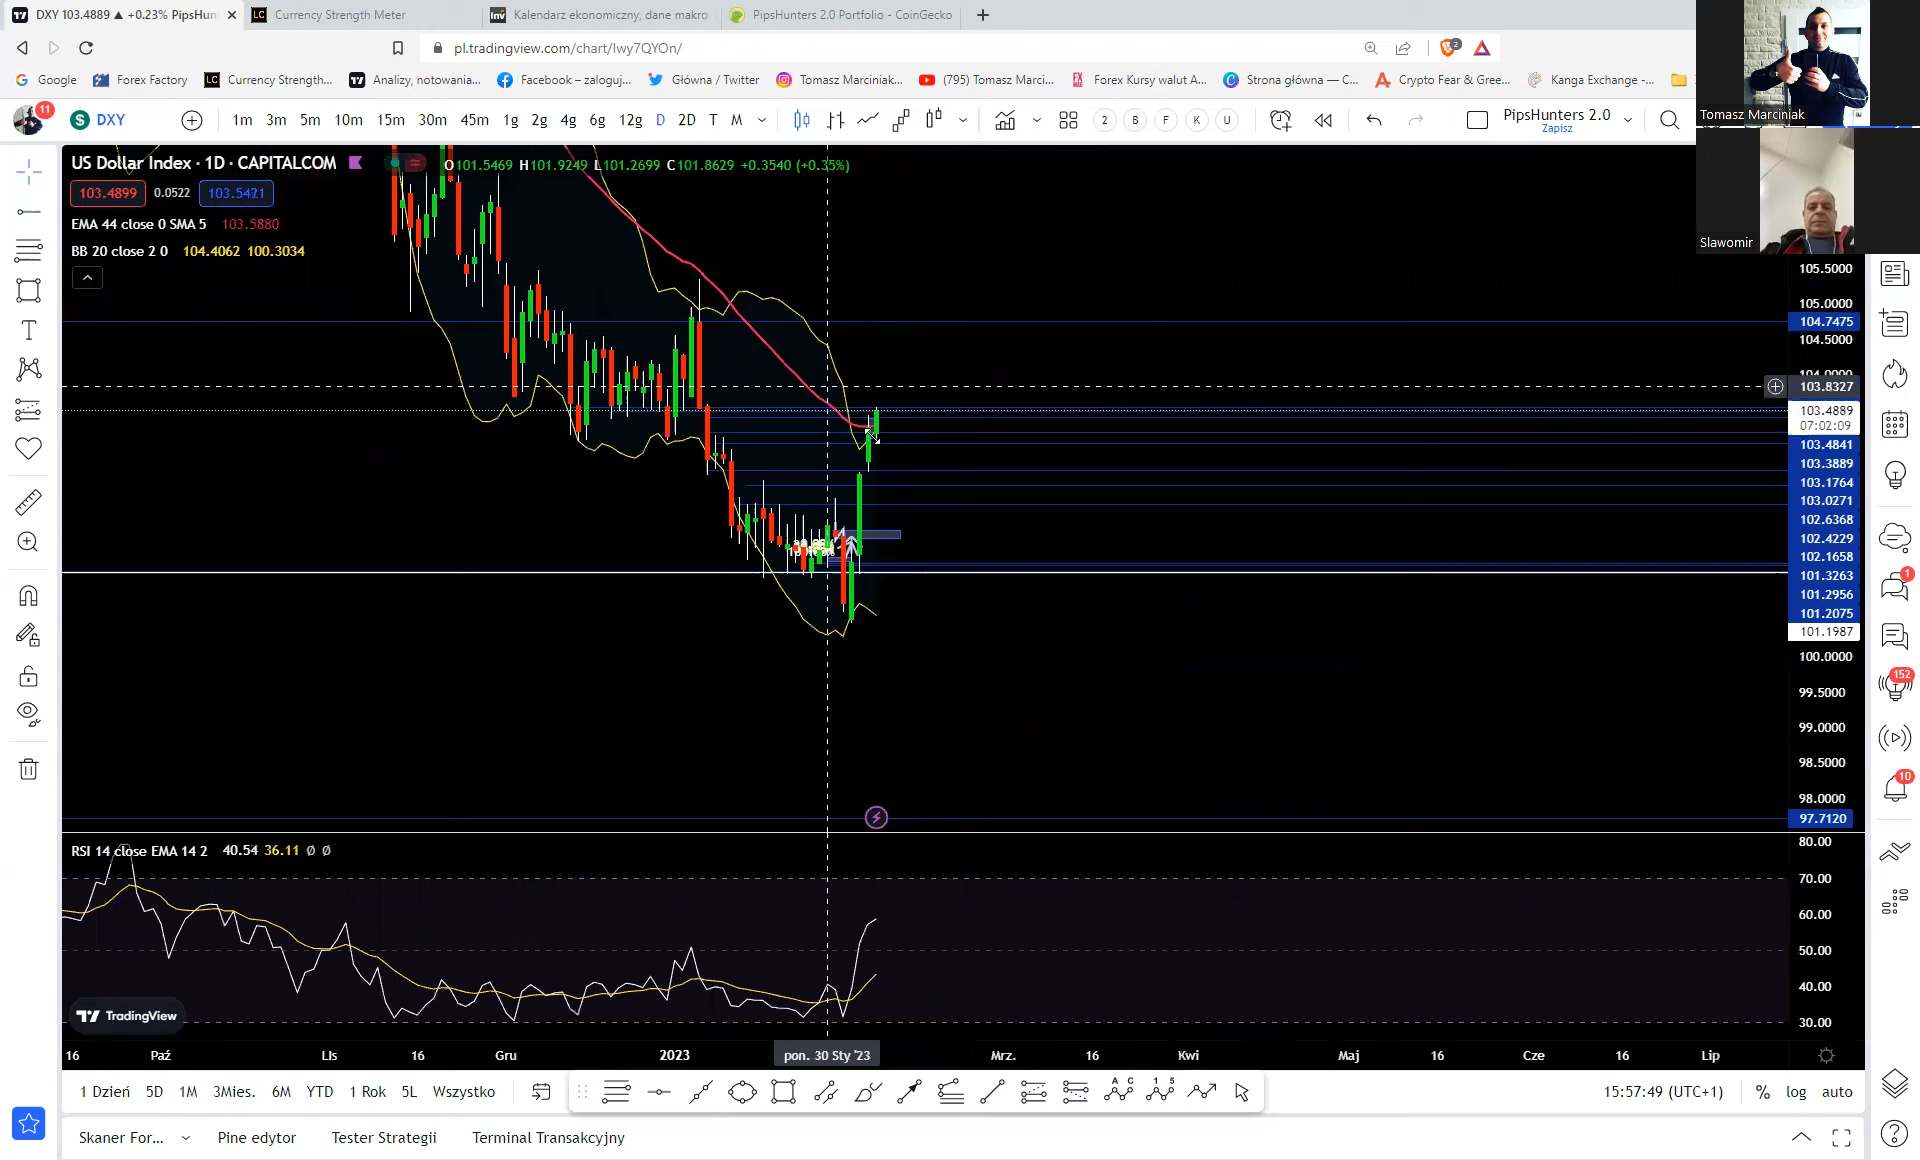 DXY 103.4889 ▲ +0.23% PipsHun
Currency Strength Meter
Kalendarz ekonomiczny, dane makro
PipsHunters 2.0 Portfolio - CoinGecko
pl.tradingview.com/chart/Iwy7QYOn/
2
Google
Forex Factory
Currency Strength...
Analizy, notowania...
Facebook – zaloguj...
Główna / Twitter
Tomasz Marciniak...
(795) Tomasz Marci...
Forex Kursy walut A...
Strona główna — C...
Crypto Fear & Gree...
Kanga Exchange -...
Tomasz Marciniak
Slawomir
11
DXY
1m 3m 5m 10m 15m 30m 45m 1g 2g 4g 6g 12g D 2D T M
2 B F K U
PipsHunters 2.0
Zapisz
US Dollar Index · 1D · CAPITALCOM
O101.5469 H101.9249 L101.2699 C101.8629 +0.3540 (+0.35%)
103.4899 0.0522 103.5421
EMA 44 close 0 SMA 5 103.5880
BB 20 close 2 0 104.4062 100.3034
105.5000
105.0000
104.7475
104.5000
104.0000
103.8327
103.4889
07:02:09
103.4841
103.3889
103.1764
103.0271
102.6368
102.4229
102.1658
101.3263
101.2956
101.2075
101.1987
100.0000
99.5000
99.0000
98.5000
98.0000
97.7120
RSI 14 close EMA 14 2 40.54 36.11 Ø Ø
80.00
70.00
60.00
50.00
40.00
30.00
TradingView
16 Paź Lis 16 Gru 2023 pon. 30 Sty '23 Mrz. 16 Kwi Maj 16 Cze 16 Lip
1 Dzień 5D 1M 3Mies. 6M YTD 1 Rok 5L Wszystko
15:57:49 (UTC+1)
% log auto
Skaner For...
Pine edytor
Tester Strategii
Terminal Transakcyjny
1
152
10